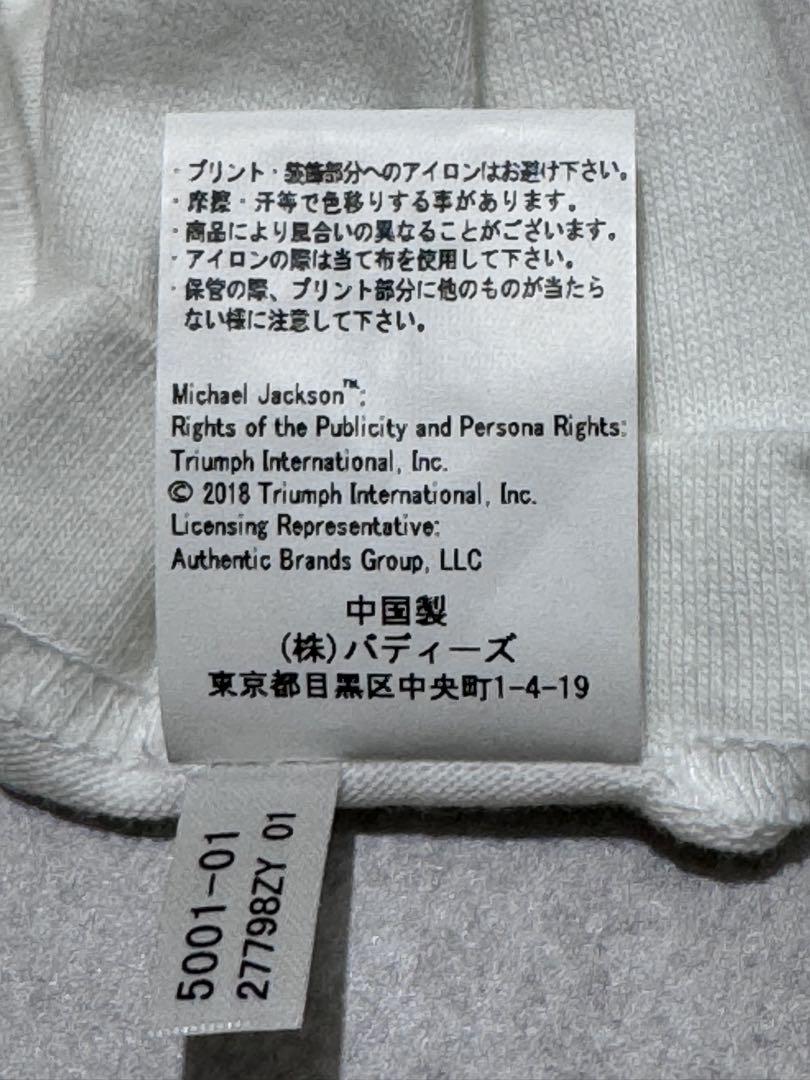 ・プリント・装飾部分へのアイロンはお避け下さい。
・摩擦・汗等で色移りする事があります。
・商品により風合いの異なることがございます。
・アイロンの際は当て布を使用して下さい。
・保管の際、プリント部分に他のものが当たら
ない様に注意して下さい。
Michael Jackson™:
Rights of the Publicity and Persona Rights:
Triumph International, Inc.
© 2018 Triumph International, Inc.
Licensing Representative:
Authentic Brands Group, LLC
中国製
(株)バディーズ
東京都目黒区中央町1-4-19
5001-01
27798ZY 01